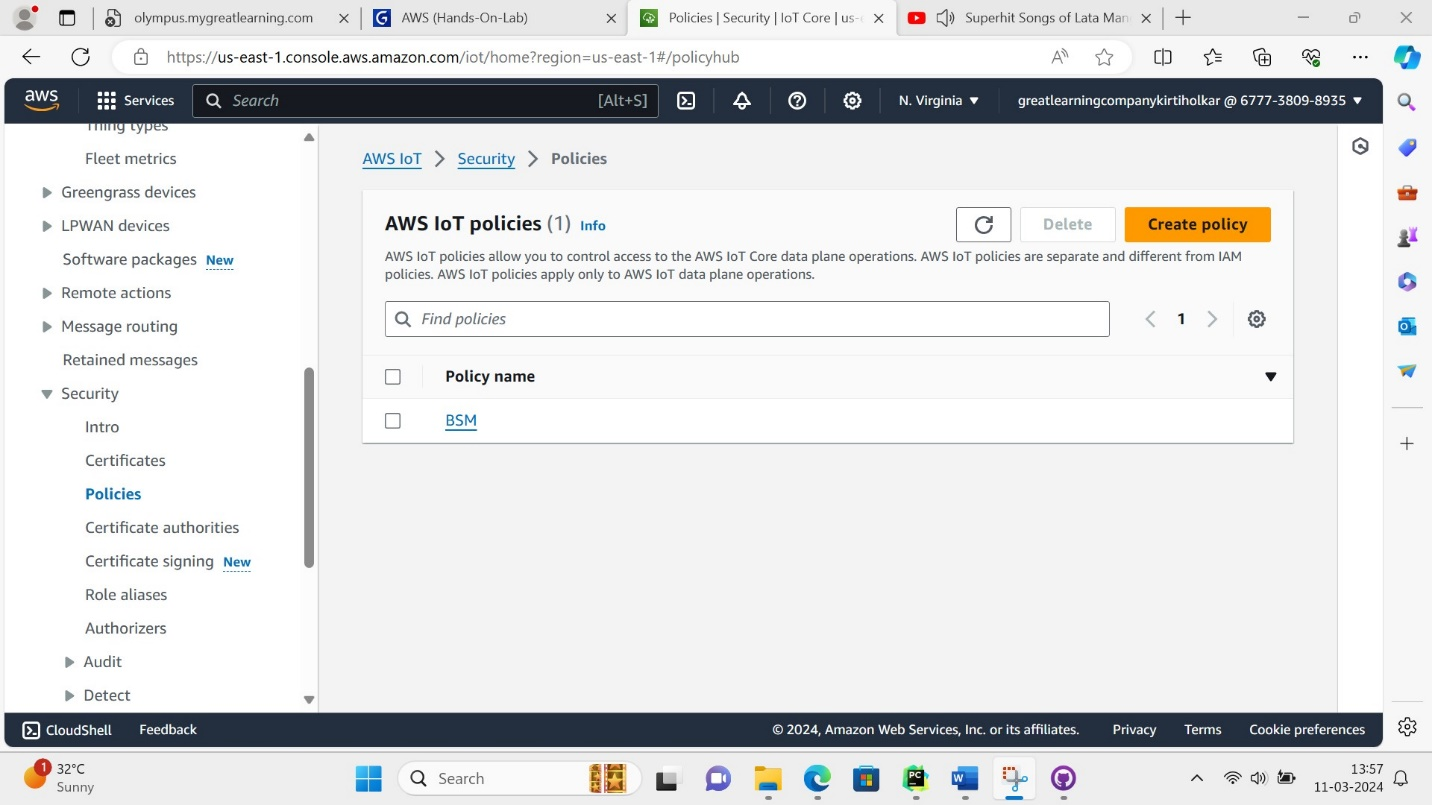 olympus.mygreatlearning.com
AWS (Hands-On-Lab)
Policies | Security | IoT Core | us-
Superhit Songs of Lata Man
https://us-east-1.console.aws.amazon.com/iot/home?region=us-east-1#/policyhub
aws
Services
Search
[Alt+S]
N. Virginia
greatlearningcompanykirtiholkar @ 6777-3809-8935
Thing types
Fleet metrics
Greengrass devices
LPWAN devices
Software packages New
Remote actions
Message routing
Retained messages
Security
Intro
Certificates
Policies
Certificate authorities
Certificate signing New
Role aliases
Authorizers
Audit
Detect
AWS IoT
Security
Policies
AWS IoT policies (1) Info
Delete
Create policy
AWS IoT policies allow you to control access to the AWS IoT Core data plane operations. AWS IoT policies are separate and different from IAM
policies. AWS IoT policies apply only to AWS IoT data plane operations.
Find policies
1
Policy name
BSM
CloudShell
Feedback
© 2024, Amazon Web Services, Inc. or its affiliates.
Privacy
Terms
Cookie preferences
1
32°C
Sunny
Search
PC
13:57
11-03-2024